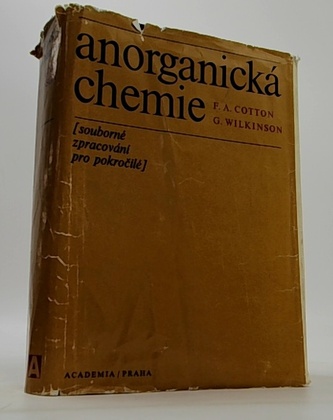 anorganická
chemie
F. A. COTTON
G. WILKINSON
[souborné
zpracování
pro pokročilé]
A
ACADEMIA / PRAHA